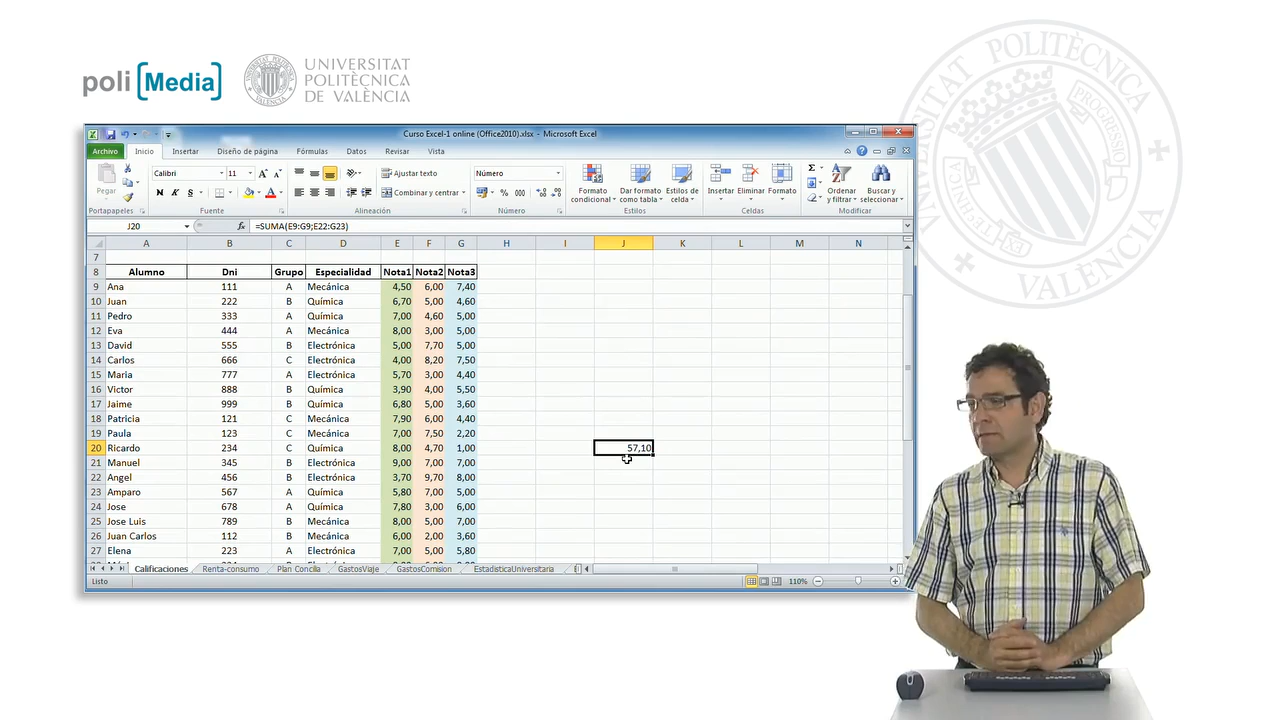 poli[Media]
UNIVERSITAT
POLITÈCNICA
DE VALÈNCIA
UNIVERSITAT POLITÈCNICA DE VALÈNCIA
PROGRESSIO
Curso Excel-1 online (Office2010).xlsx - Microsoft Excel
Archivo Inicio Insertar Diseño de página Fórmulas Datos Revisar Vista
Pegar
Calibri 11 Ajustar texto Número
N K S Combinar y centrar % 000
Formato condicional Dar formato como tabla Estilos de celda Insertar Eliminar Formato Ordenar y filtrar Buscar y seleccionar
Portapapeles Fuente Alineación Número Estilos Celdas Modificar
J20 fx =SUMA(E9:G9;E22:G23)
A B C D E F G H I J K L M N
7
8 Alumno Dni Grupo Especialidad Nota1 Nota2 Nota3
9 Ana 111 A Mecánica 4,50 6,00 7,40
10 Juan 222 B Química 6,70 5,00 4,60
11 Pedro 333 A Química 7,00 4,60 5,00
12 Eva 444 A Mecánica 8,00 3,00 5,00
13 David 555 B Electrónica 5,00 7,70 5,00
14 Carlos 666 C Electrónica 4,00 8,20 7,50
15 Maria 777 A Electrónica 5,70 3,00 4,40
16 Victor 888 B Química 3,90 4,00 5,50
17 Jaime 999 B Química 6,80 5,00 3,60
18 Patricia 121 C Mecánica 7,90 6,00 4,40
19 Paula 123 C Mecánica 7,00 7,50 2,20
20 Ricardo 234 C Química 8,00 4,70 1,00 57,10
21 Manuel 345 B Electrónica 9,00 7,00 7,00
22 Angel 456 B Electrónica 3,70 9,70 8,00
23 Amparo 567 A Química 5,80 7,00 5,00
24 Jose 678 A Química 7,80 3,00 6,00
25 Jose Luis 789 B Mecánica 8,00 5,00 7,00
26 Juan Carlos 112 B Mecánica 6,00 2,00 3,60
27 Elena 223 A Electrónica 7,00 5,00 5,80
Calificaciones Renta-consumo Plan Concilia GastosViaje GastosComision EstadisticaUniversitaria
Listo 110%